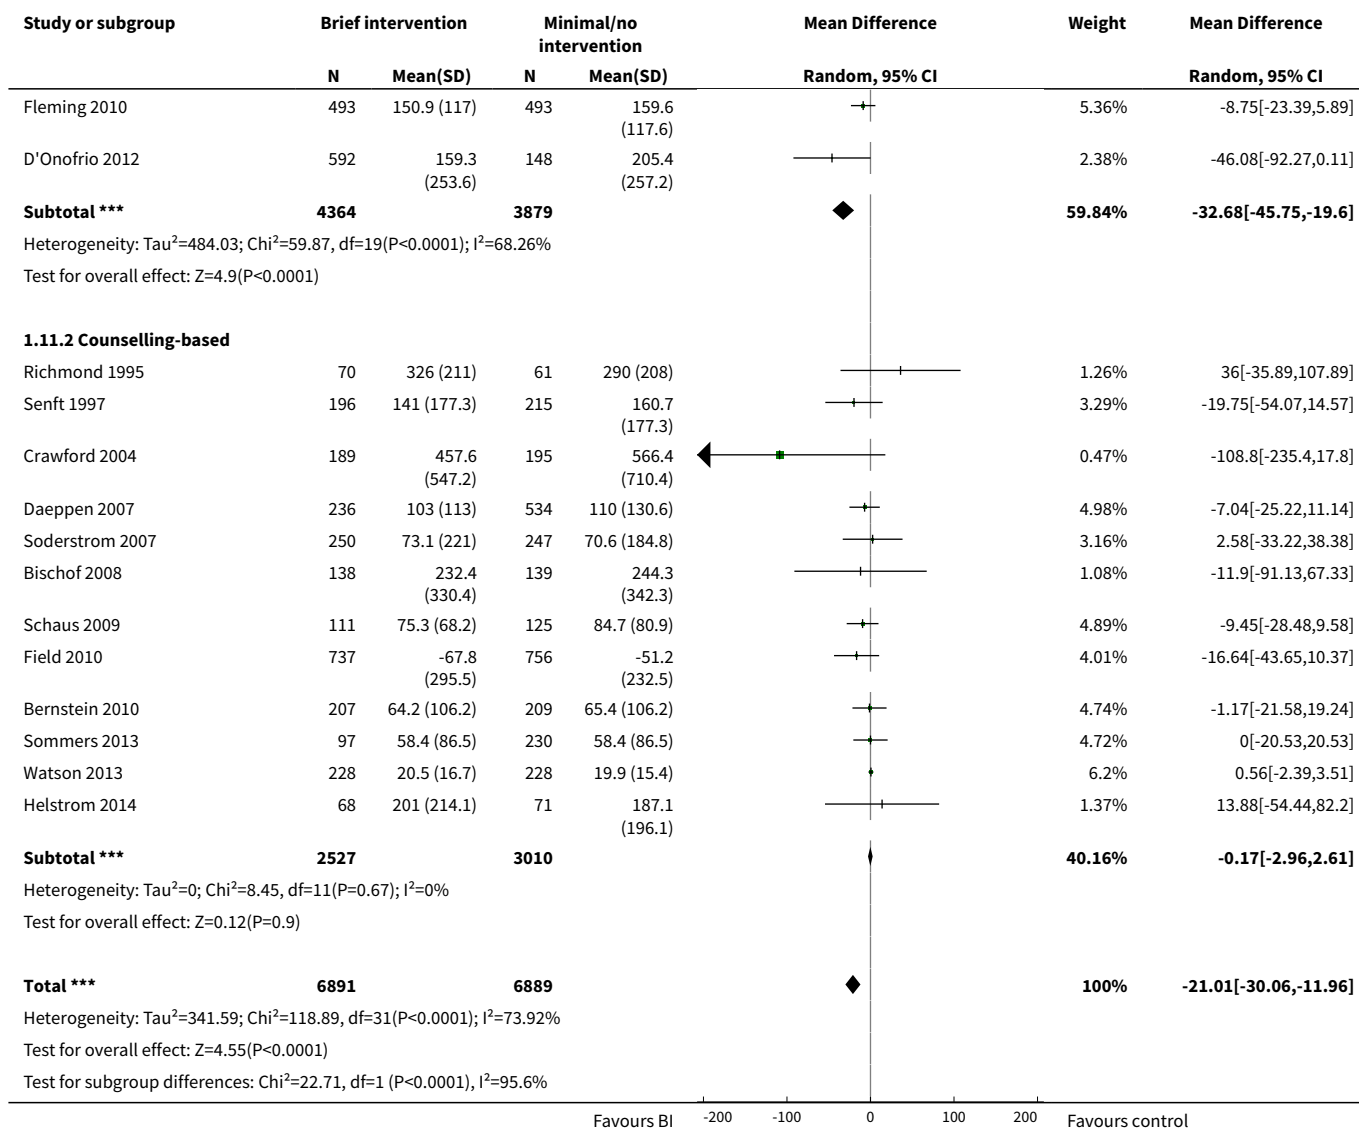 Study or subgroup Brief intervention Minimal/no intervention Mean Difference Weight Mean Difference
N Mean(SD) N Mean(SD) Random, 95% CI Random, 95% CI
Fleming 2010 493 150.9 (117) 493 159.6 (117.6) 5.36% -8.75[-23.39,5.89]
D'Onofrio 2012 592 159.3 (253.6) 148 205.4 (257.2) 2.38% -46.08[-92.27,0.11]
Subtotal *** 4364 3879 59.84% -32.68[-45.75,-19.6]
Heterogeneity: Tau²=484.03; Chi²=59.87, df=19(P<0.0001); I²=68.26%
Test for overall effect: Z=4.9(P<0.0001)
1.11.2 Counselling-based
Richmond 1995 70 326 (211) 61 290 (208) 1.26% 36[-35.89,107.89]
Senft 1997 196 141 (177.3) 215 160.7 (177.3) 3.29% -19.75[-54.07,14.57]
Crawford 2004 189 457.6 (547.2) 195 566.4 (710.4) 0.47% -108.8[-235.4,17.8]
Daeppen 2007 236 103 (113) 534 110 (130.6) 4.98% -7.04[-25.22,11.14]
Soderstrom 2007 250 73.1 (221) 247 70.6 (184.8) 3.16% 2.58[-33.22,38.38]
Bischof 2008 138 232.4 (330.4) 139 244.3 (342.3) 1.08% -11.9[-91.13,67.33]
Schaus 2009 111 75.3 (68.2) 125 84.7 (80.9) 4.89% -9.45[-28.48,9.58]
Field 2010 737 -67.8 (295.5) 756 -51.2 (232.5) 4.01% -16.64[-43.65,10.37]
Bernstein 2010 207 64.2 (106.2) 209 65.4 (106.2) 4.74% -1.17[-21.58,19.24]
Sommers 2013 97 58.4 (86.5) 230 58.4 (86.5) 4.72% 0[-20.53,20.53]
Watson 2013 228 20.5 (16.7) 228 19.9 (15.4) 6.2% 0.56[-2.39,3.51]
Helstrom 2014 68 201 (214.1) 71 187.1 (196.1) 1.37% 13.88[-54.44,82.2]
Subtotal *** 2527 3010 40.16% -0.17[-2.96,2.61]
Heterogeneity: Tau²=0; Chi²=8.45, df=11(P=0.67); I²=0%
Test for overall effect: Z=0.12(P=0.9)
Total *** 6891 6889 100% -21.01[-30.06,-11.96]
Heterogeneity: Tau²=341.59; Chi²=118.89, df=31(P<0.0001); I²=73.92%
Test for overall effect: Z=4.55(P<0.0001)
Test for subgroup differences: Chi²=22.71, df=1 (P<0.0001), I²=95.6%
Favours BI -200 -100 0 100 200 Favours control